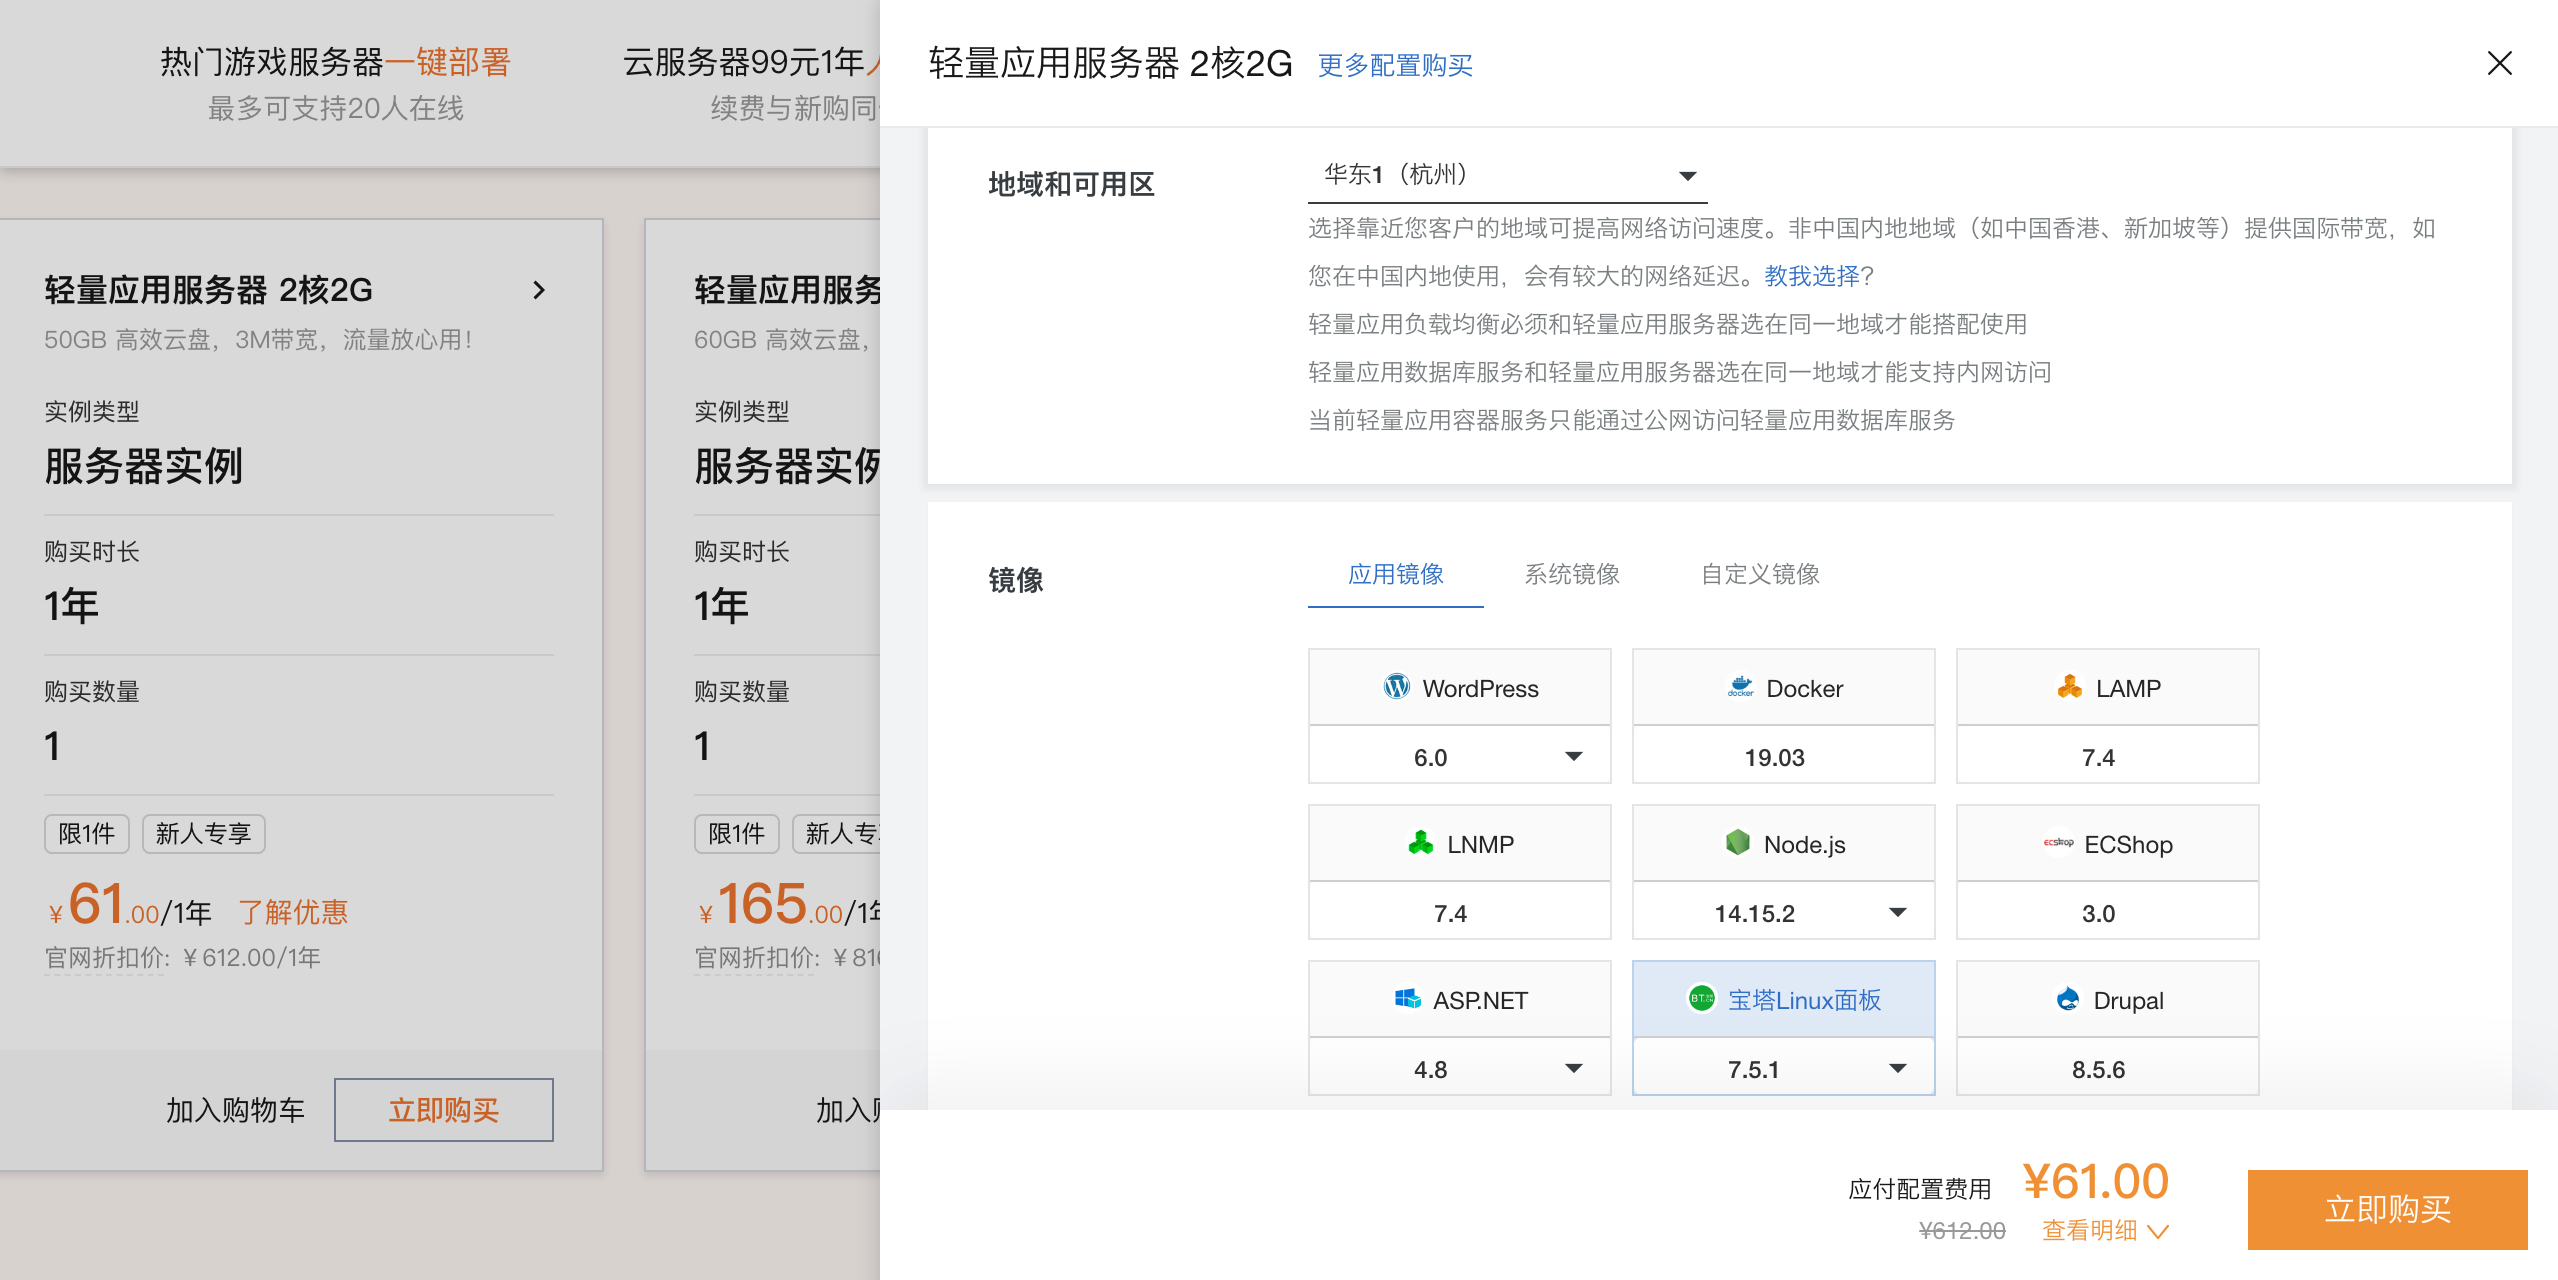 热门游戏服务器一键部署
最多可支持20人在线
云服务器99元1年
续费与新购同
轻量应用服务器 2核2G
50GB 高效云盘，3M带宽，流量放心用！
实例类型
服务器实例
购买时长
1年
购买数量
1
限1件 新人专享
¥61.00/1年 了解优惠
官网折扣价: ¥612.00/1年
加入购物车 立即购买
轻量应用服务
60GB 高效云盘，
实例类型
服务器实例
购买时长
1年
购买数量
1
限1件 新人专
¥165.00/1年
官网折扣价: ¥816
加入购
轻量应用服务器 2核2G 更多配置购买
地域和可用区
华东1（杭州）
选择靠近您客户的地域可提高网络访问速度。非中国内地地域（如中国香港、新加坡等）提供国际带宽，如
您在中国内地使用，会有较大的网络延迟。教我选择？
轻量应用负载均衡必须和轻量应用服务器选在同一地域才能搭配使用
轻量应用数据库服务和轻量应用服务器选在同一地域才能支持内网访问
当前轻量应用容器服务只能通过公网访问轻量应用数据库服务
镜像
应用镜像 系统镜像 自定义镜像
WordPress docker Docker LAMP
6.0 19.03 7.4
LNMP Node.js ecshop ECShop
7.4 14.15.2 3.0
ASP.NET BT 宝塔Linux面板 Drupal
4.8 7.5.1 8.5.6
应付配置费用 ¥61.00
¥612.00 查看明细
立即购买